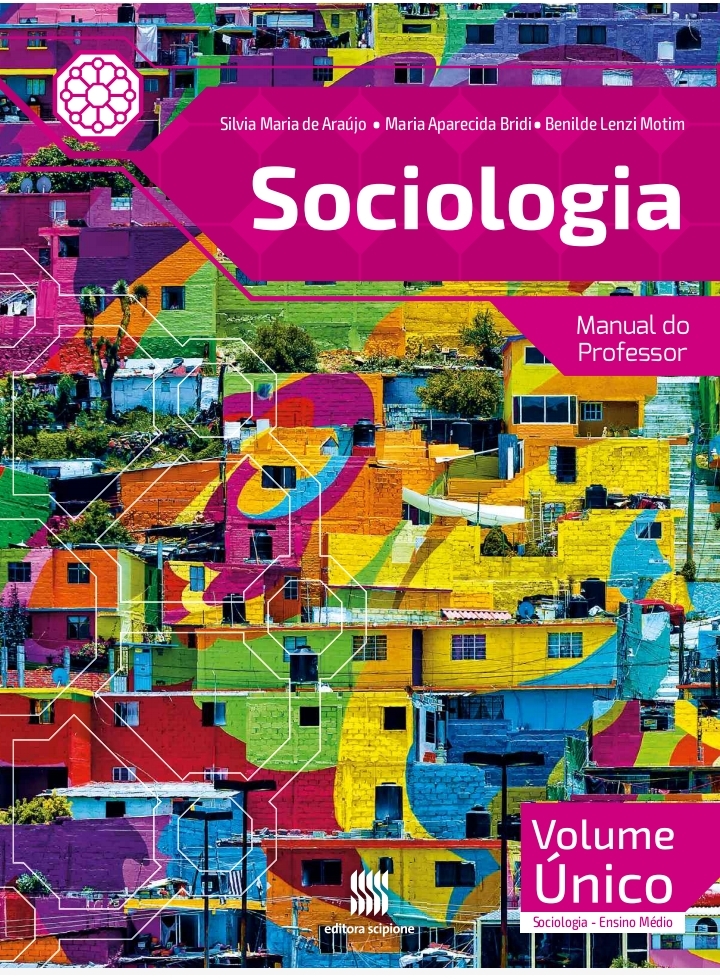 Silvia Maria de Araújo • Maria Aparecida Bridi • Benilde Lenzi Motim
Sociologia
Manual do
Professor
Volume
Único
Sociologia - Ensino Médio
editora scipione